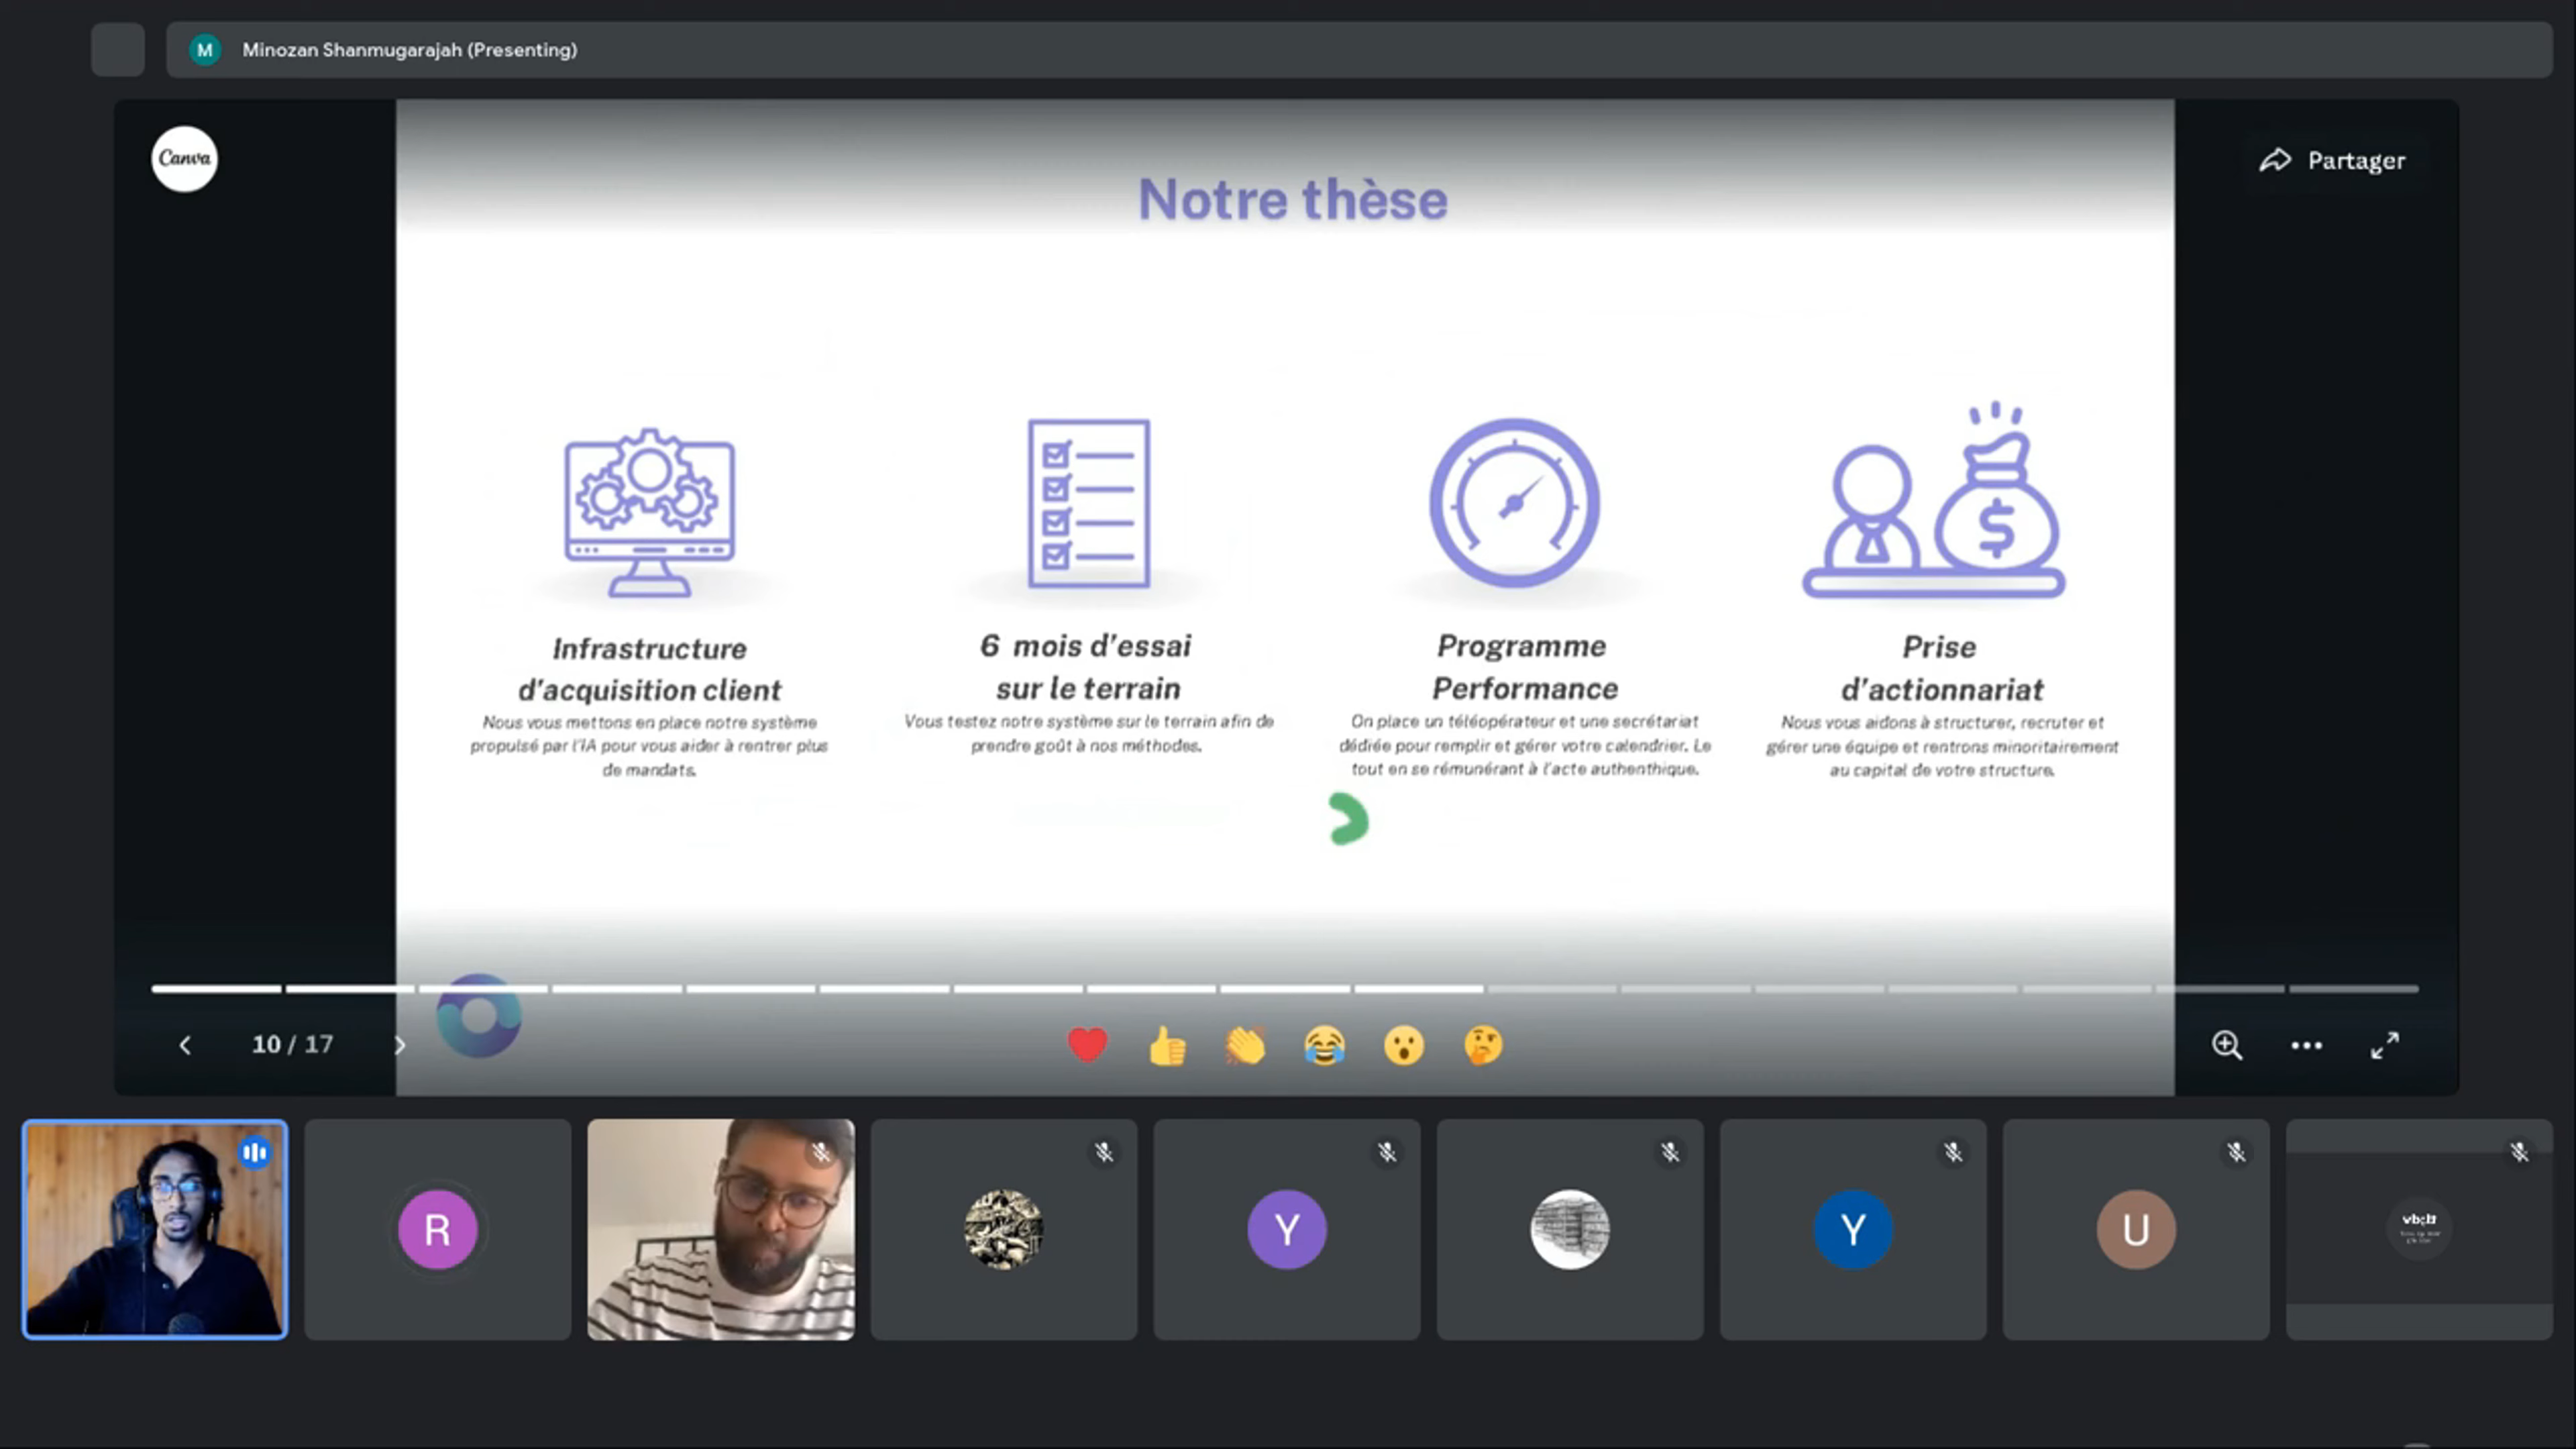 M Minozan Shanmugarajah (Presenting)
Canva
Partager
Notre thèse
Infrastructure
d'acquisition client
Nous vous mettons en place notre système
propulsé par l'IA pour vous aider à rentrer plus
de mandats.
6 mois d'essai
sur le terrain
Vous testez notre système sur le terrain afin de
prendre goût à nos méthodes.
Programme
Performance
On place un téléopérateur et une secrétariat
dédiée pour remplir et gérer votre calendrier. Le
tout en se rémunérant à l'acte authenthique.
Prise
d'actionnariat
Nous vous aidons à structurer, recruter et
gérer une équipe et rentrons minoritairement
au capital de votre structure.
10 / 17
R
Y
Y
U